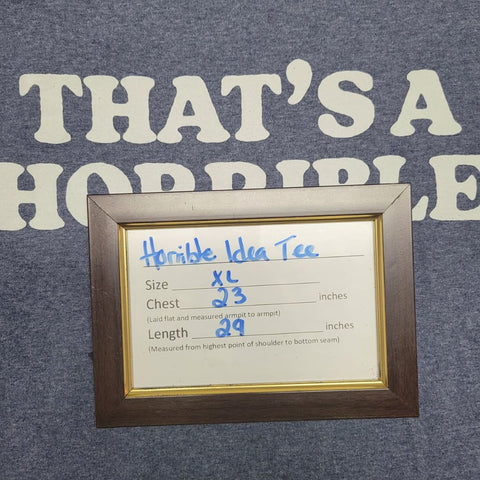 THAT'S A
HORRIBLE
Horrible Idea Tee
Size XL
Chest 23 inches
(Laid flat and measured armpit to armpit)
Length 29 inches
(Measured from highest point of shoulder to bottom seam)